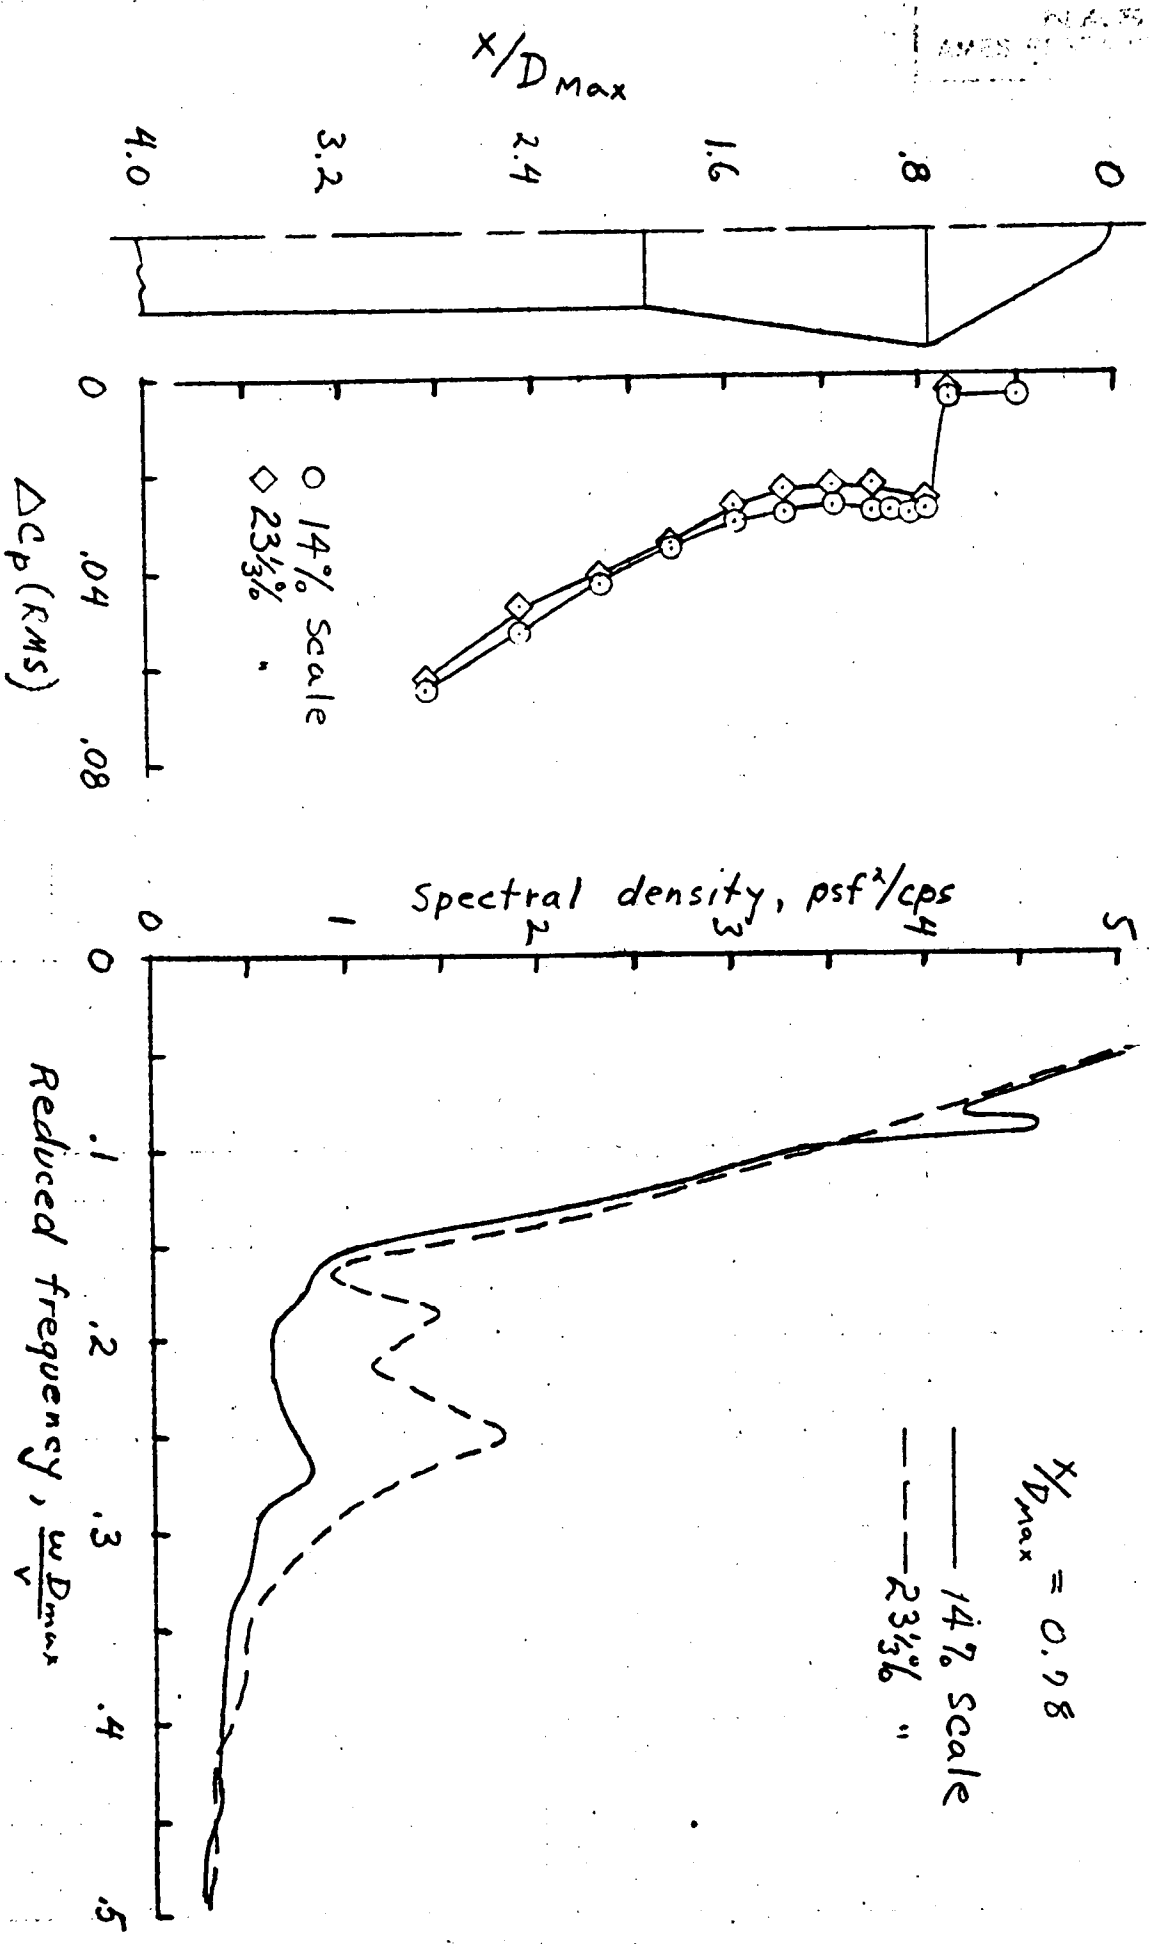 AMES
X/D Max
4.0 3.2 2.4 1.6 .8 0
0 .04 .08
ΔCp (RMS)
○ 14% Scale
◇ 23⅓% "
Spectral density, psf²/cps
0 1 2 3 4 5
0 .1 .2 .3 .4 .5
Reduced frequency, ωDmax/V
X/D Max = 0.78
14% Scale
23⅓% "